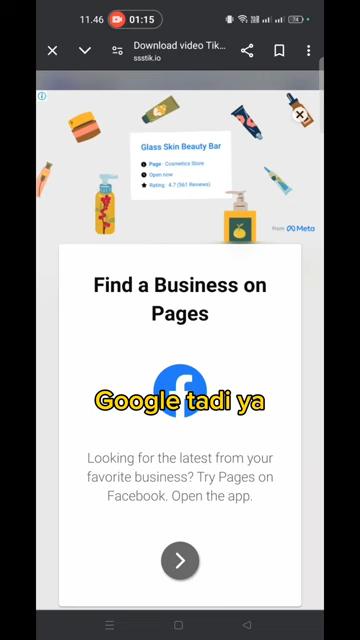 11.46
01:15
74
Download video Tik...
ssstik.io
Glass Skin Beauty Bar
Page · Cosmetics Store
Open now
Rating 4.7 (561 Reviews)
From Meta
Find a Business on
Pages
Google tadi ya
Looking for the latest from your
favorite business? Try Pages on
Facebook. Open the app.